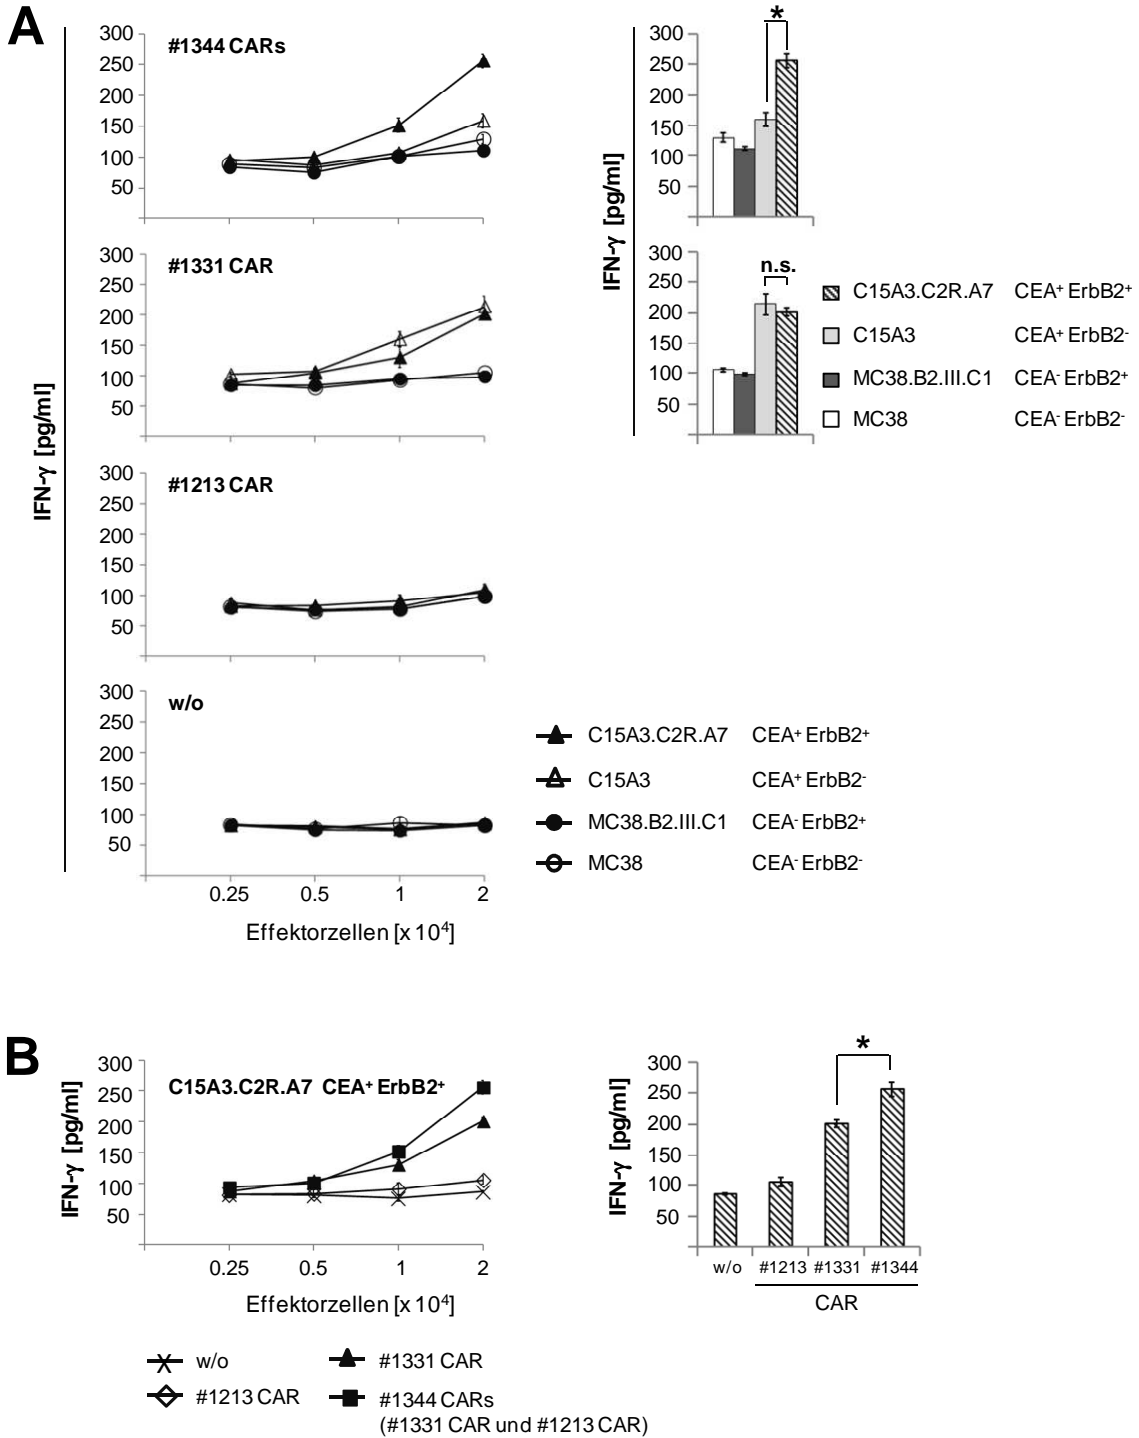 A
IFN-γ [pg/ml]
#1344 CARs
300
250
200
150
100
50
#1331 CAR
300
250
200
150
100
50
#1213 CAR
300
250
200
150
100
50
w/o
300
250
200
150
100
50
0.25 0.5 1 2
Effektorzellen [x 10⁴]
C15A3.C2R.A7 CEA⁺ ErbB2⁺
C15A3 CEA⁺ ErbB2⁻
MC38.B2.III.C1 CEA⁻ ErbB2⁺
MC38 CEA⁻ ErbB2⁻
IFN-γ [pg/ml]
*
300
250
200
150
100
50
n.s.
300
250
200
150
100
50
C15A3.C2R.A7 CEA⁺ ErbB2⁺
C15A3 CEA⁺ ErbB2⁻
MC38.B2.III.C1 CEA⁻ ErbB2⁺
MC38 CEA⁻ ErbB2⁻
B
IFN-γ [pg/ml]
C15A3.C2R.A7 CEA⁺ ErbB2⁺
300
250
200
150
100
50
0.25 0.5 1 2
Effektorzellen [x 10⁴]
w/o
#1213 CAR
#1331 CAR
#1344 CARs
(#1331 CAR und #1213 CAR)
IFN-γ [pg/ml]
*
300
250
200
150
100
50
w/o #1213 #1331 #1344
CAR